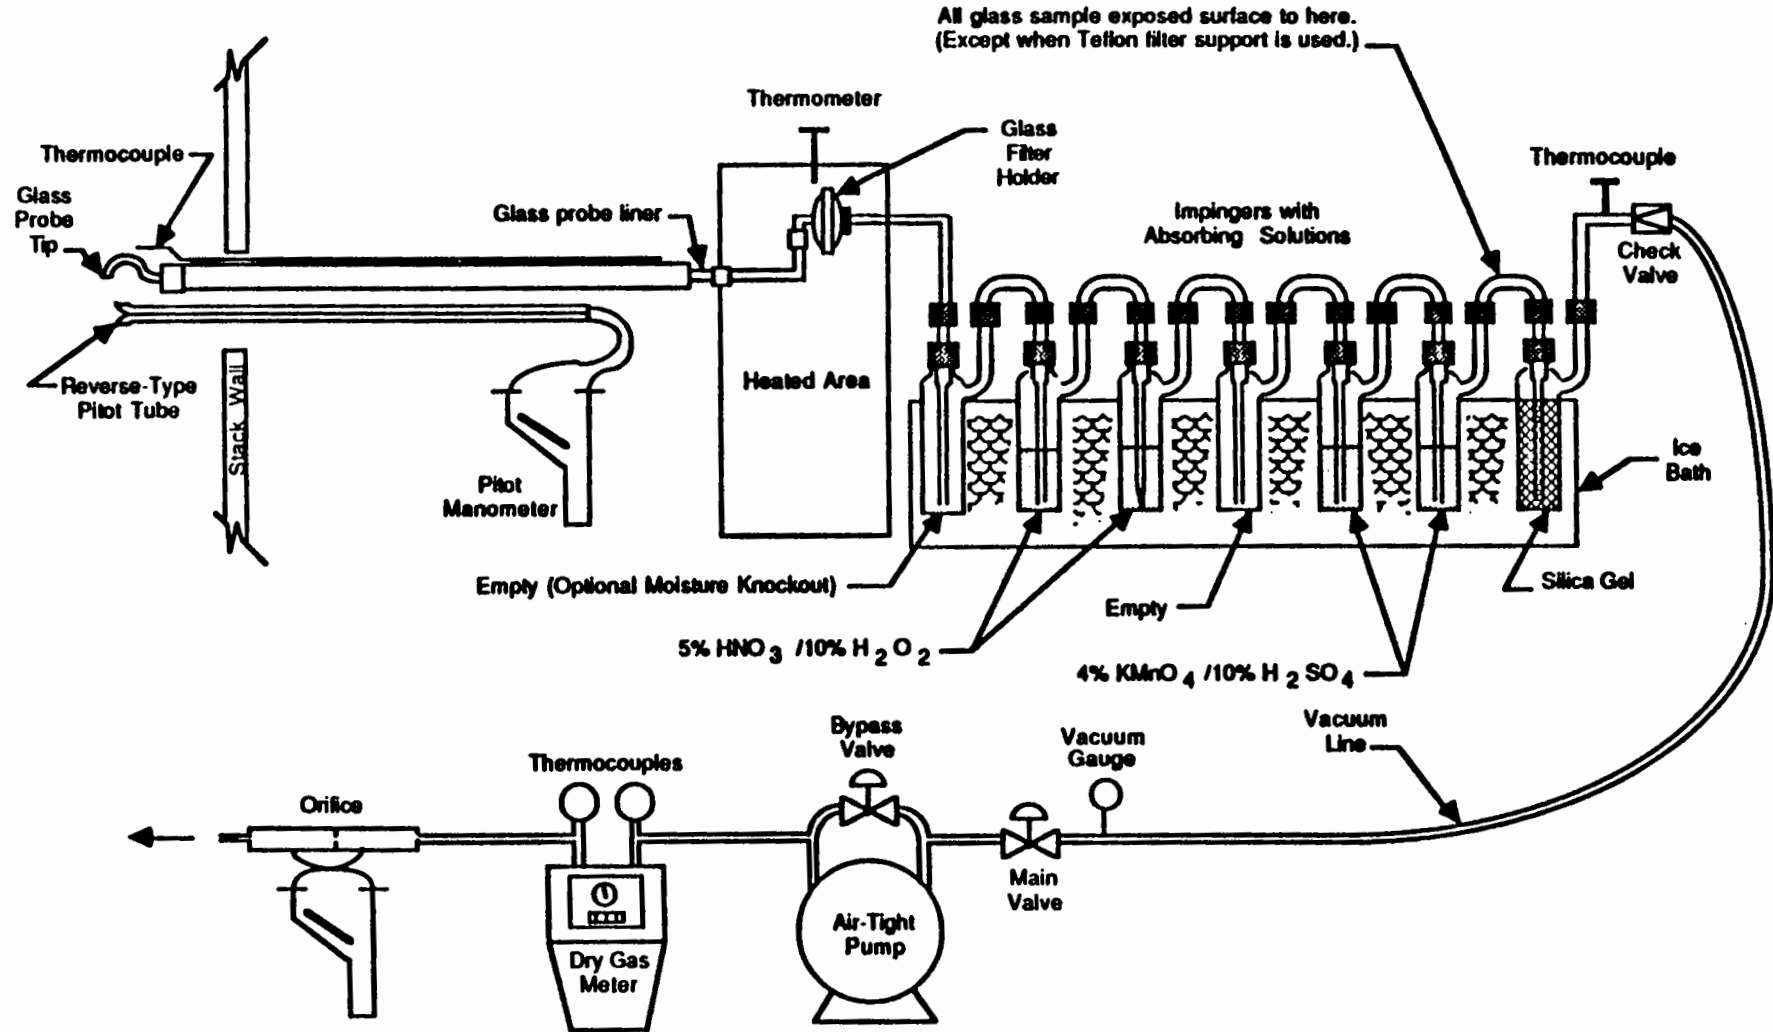 All glass sample exposed surface to here.
(Except when Teflon filter support is used.)
Thermometer
Glass
Filter
Holder
Thermocouple
Thermocouple
Glass
Probe
Tip
Glass probe liner
Impingers with
Absorbing Solutions
Check
Valve
Reverse-Type
Pitot Tube
Stack Wall
Heated Area
Pitot
Manometer
Ice
Bath
Empty (Optional Moisture Knockout)
Empty
Silica Gel
5% HNO3 /10% H2O2
4% KMnO4 /10% H2SO4
Vacuum
Line
Bypass
Valve
Vacuum
Gauge
Thermocouples
Orifice
Main
Valve
Air-Tight
Pump
Dry Gas
Meter